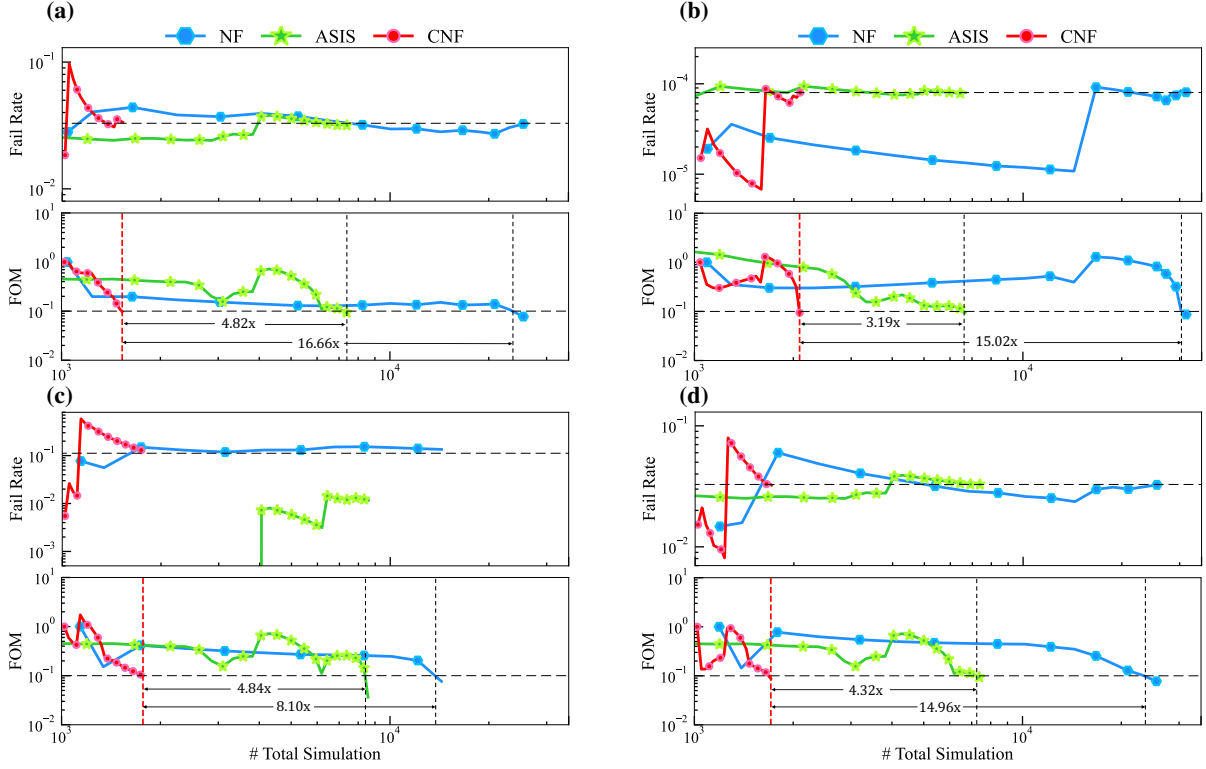 (a)
NF ASIS CNF
Fail Rate
10⁻¹
10⁻²
FOM
10¹
10⁰
10⁻¹
10⁻²
4.82x
16.66x
10³ 10⁴
(b)
NF ASIS CNF
Fail Rate
10⁻⁴
10⁻⁵
FOM
10¹
10⁰
10⁻¹
10⁻²
3.19x
15.02x
10³ 10⁴
(c)
Fail Rate
10⁻¹
10⁻²
10⁻³
FOM
10¹
10⁰
10⁻¹
10⁻²
4.84x
8.10x
10³ 10⁴
# Total Simulation
(d)
Fail Rate
10⁻¹
10⁻²
FOM
10¹
10⁰
10⁻¹
10⁻²
4.32x
14.96x
10³ 10⁴
# Total Simulation